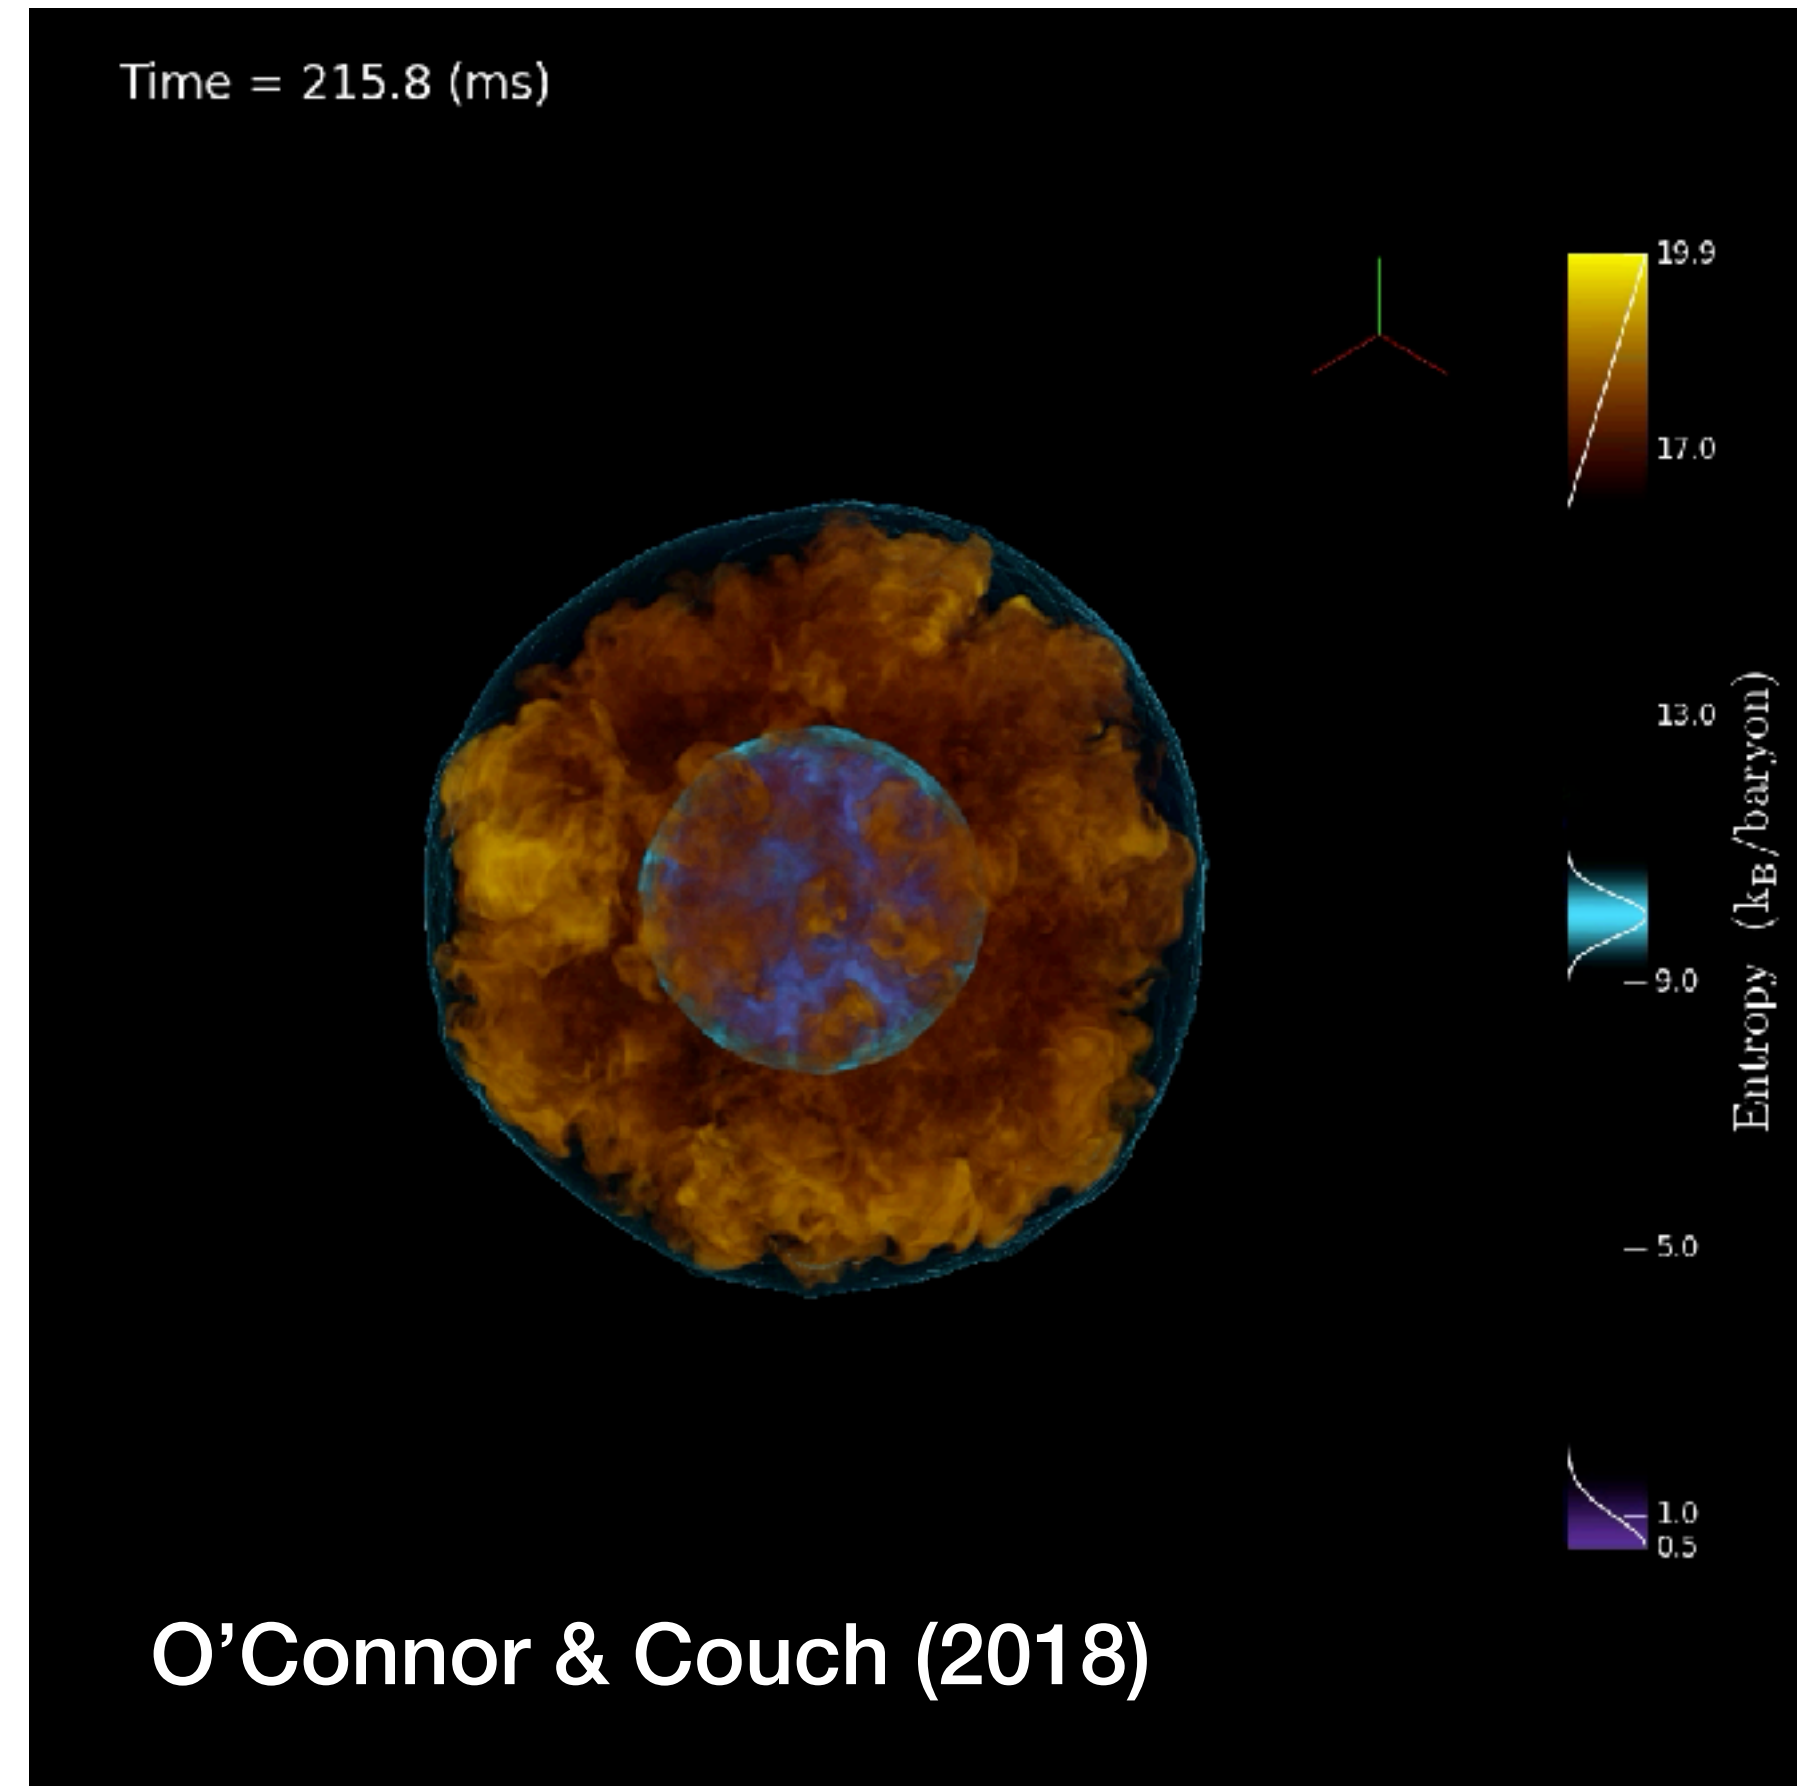 Time = 215.8 (ms)
19.9
17.0
13.0
9.0
5.0
1.0
0.5
Entropy (kB/baryon)
O’Connor & Couch (2018)